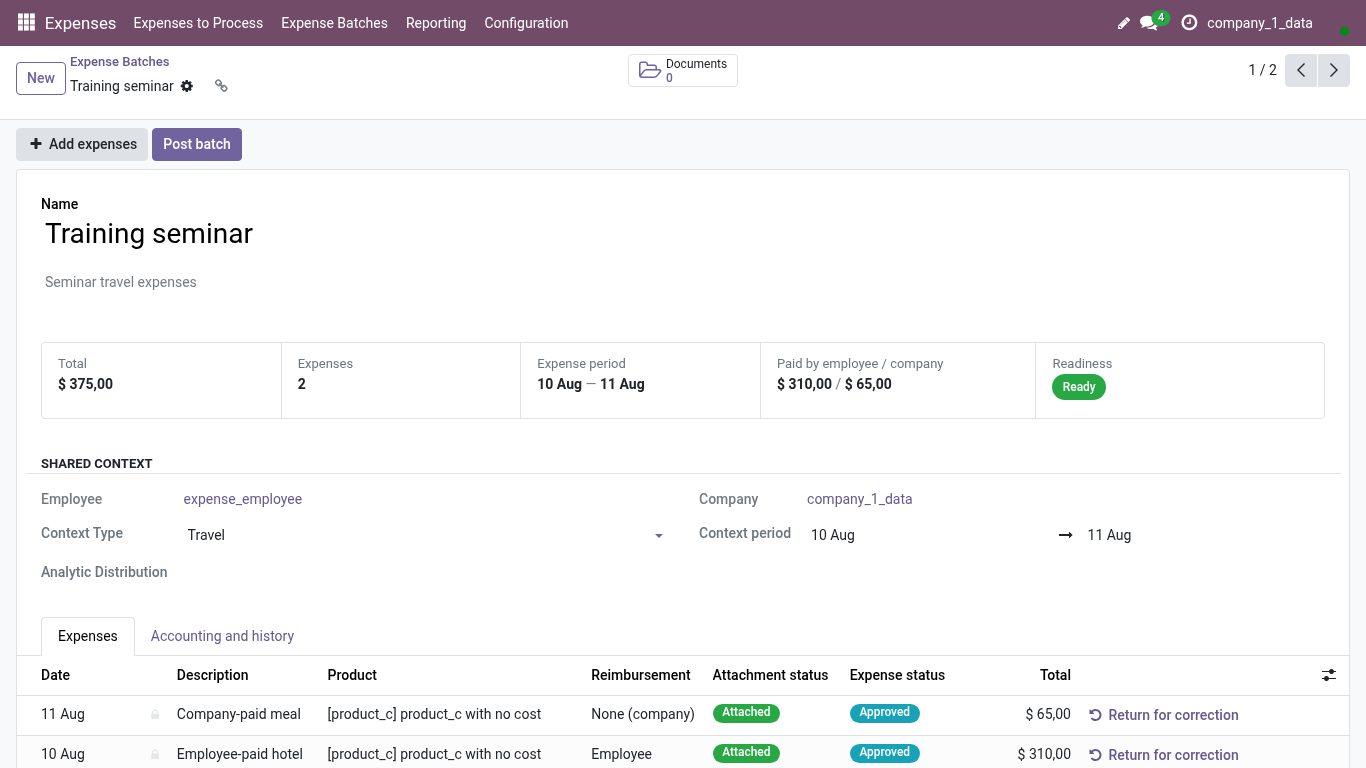 Expenses Expenses to Process Expense Batches Reporting Configuration 4 company_1_data
New Expense Batches Documents 0 1 / 2
Training seminar
Add expenses Post batch
Name
Training seminar
Seminar travel expenses
Total Expenses Expense period Paid by employee / company Readiness
$ 375,00 2 10 Aug — 11 Aug $ 310,00 / $ 65,00 Ready
SHARED CONTEXT
Employee expense_employee Company company_1_data
Context Type Travel Context period 10 Aug → 11 Aug
Analytic Distribution
Expenses Accounting and history
Date Description Product Reimbursement Attachment status Expense status Total
11 Aug Company-paid meal [product_c] product_c with no cost None (company) Attached Approved $ 65,00 Return for correction
10 Aug Employee-paid hotel [product_c] product_c with no cost Employee Attached Approved $ 310,00 Return for correction